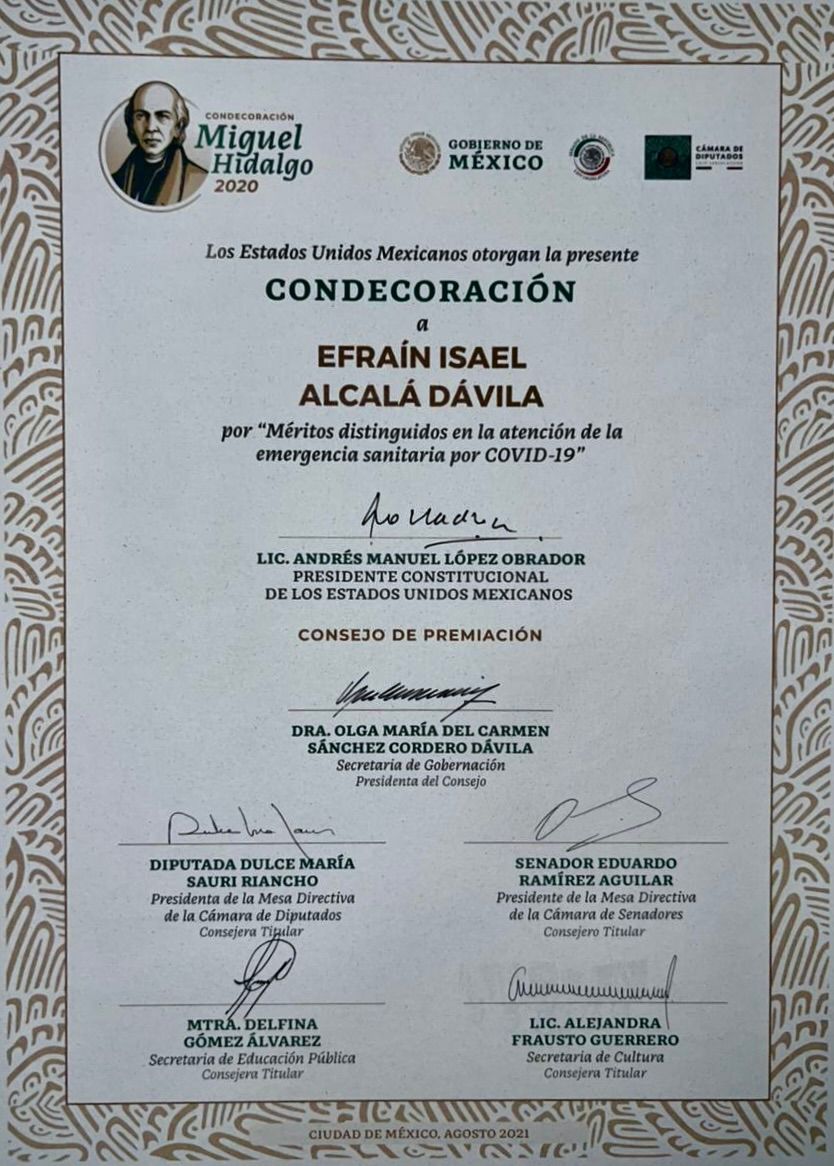 CONDECORACIÓN
Miguel
Hidalgo
2020
GOBIERNO DE
MÉXICO
CÁMARA DE
DIPUTADOS
Los Estados Unidos Mexicanos otorgan la presente
CONDECORACIÓN
a
EFRAÍN ISAEL
ALCALÁ DÁVILA
por “Méritos distinguidos en la atención de la
emergencia sanitaria por COVID-19”
LIC. ANDRÉS MANUEL LÓPEZ OBRADOR
PRESIDENTE CONSTITUCIONAL
DE LOS ESTADOS UNIDOS MEXICANOS
CONSEJO DE PREMIACIÓN
DRA. OLGA MARÍA DEL CARMEN
SÁNCHEZ CORDERO DÁVILA
Secretaria de Gobernación
Presidenta del Consejo
DIPUTADA DULCE MARÍA
SAURI RIANCHO
Presidenta de la Mesa Directiva
de la Cámara de Diputados
Consejera Titular
SENADOR EDUARDO
RAMÍREZ AGUILAR
Presidente de la Mesa Directiva
de la Cámara de Senadores
Consejero Titular
MTRA. DELFINA
GÓMEZ ÁLVAREZ
Secretaria de Educación Pública
Consejera Titular
LIC. ALEJANDRA
FRAUSTO GUERRERO
Secretaria de Cultura
Consejera Titular
CIUDAD DE MÉXICO, AGOSTO 2021